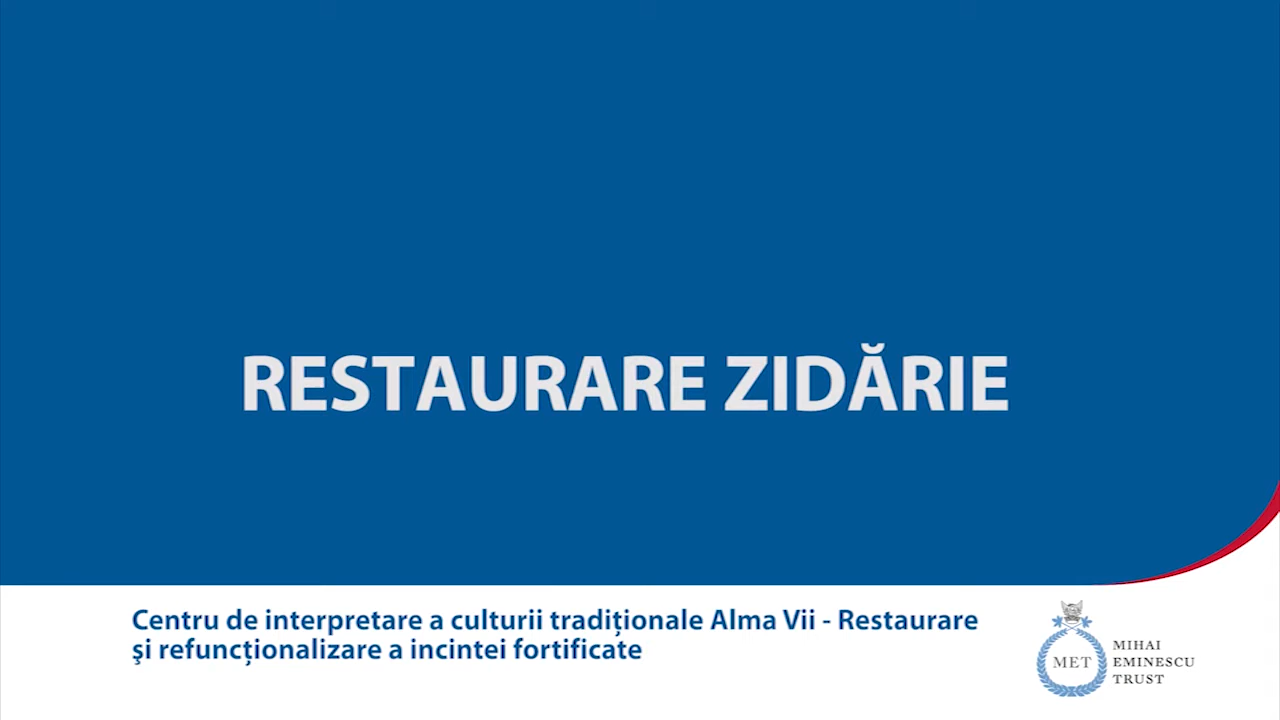 RESTAURARE ZIDĂRIE
Centru de interpretare a culturii tradiționale Alma Vii - Restaurare
şi refuncționalizare a incintei fortificate
MET
MIHAI
EMINESCU
TRUST